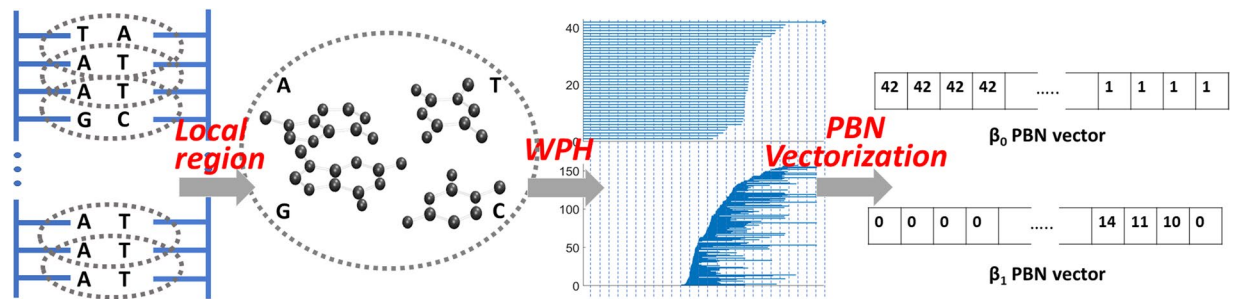 T A
A T
A T
G C
A T
A T
A T
Local
region
A
T
G
C
WPH
40
20
0
150
100
50
0
PBN
Vectorization
42 42 42 42 ..... 1 1 1 1
β₀ PBN vector
0 0 0 0 ..... 14 11 10 0
β₁ PBN vector